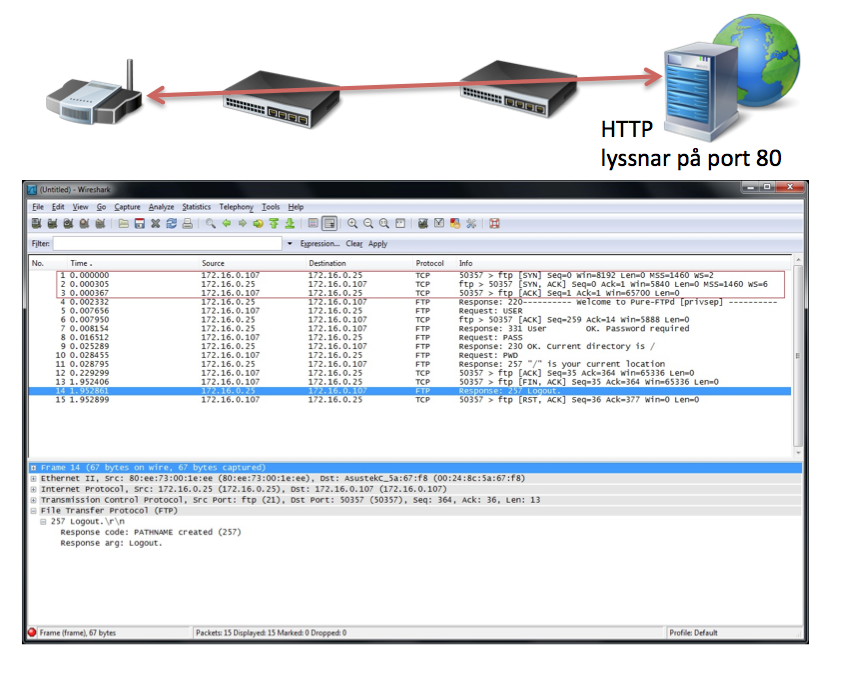 HTTP
lyssnar på port 80
(Untitled) - Wireshark
File Edit View Go Capture Analyze Statistics Telephony Tools Help
Filter: Expression... Clear Apply
No. Time Source Destination Protocol Info
1 0.000000 172.16.0.107 172.16.0.25 TCP 50357 > ftp [SYN] Seq=0 Win=8192 Len=0 MSS=1460 WS=2
2 0.000305 172.16.0.25 172.16.0.107 TCP ftp > 50357 [SYN, ACK] Seq=0 Ack=1 Win=5840 Len=0 MSS=1460 WS=6
3 0.000367 172.16.0.107 172.16.0.25 TCP 50357 > ftp [ACK] Seq=1 Ack=1 Win=65700 Len=0
4 0.002332 172.16.0.25 172.16.0.107 FTP Response: 220---------- Welcome to Pure-FTPd [privsep] ----------
5 0.007656 172.16.0.107 172.16.0.25 FTP Request: USER
6 0.007950 172.16.0.25 172.16.0.107 TCP ftp > 50357 [ACK] Seq=259 Ack=14 Win=5888 Len=0
7 0.008154 172.16.0.25 172.16.0.107 FTP Response: 331 User OK. Password required
8 0.016512 172.16.0.107 172.16.0.25 FTP Request: PASS
9 0.025289 172.16.0.25 172.16.0.107 FTP Response: 230 OK. Current directory is /
10 0.028455 172.16.0.107 172.16.0.25 FTP Request: PWD
11 0.028795 172.16.0.25 172.16.0.107 FTP Response: 257 "/" is your current location
12 0.229299 172.16.0.107 172.16.0.25 TCP 50357 > ftp [ACK] Seq=35 Ack=364 Win=65336 Len=0
13 1.952406 172.16.0.107 172.16.0.25 TCP 50357 > ftp [FIN, ACK] Seq=35 Ack=364 Win=65336 Len=0
14 1.952861 172.16.0.25 172.16.0.107 FTP Response: 257 Logout.
15 1.952899 172.16.0.107 172.16.0.25 TCP 50357 > ftp [RST, ACK] Seq=36 Ack=377 Win=0 Len=0
Frame 14 (67 bytes on wire, 67 bytes captured)
Ethernet II, Src: 80:ee:73:00:1e:ee (80:ee:73:00:1e:ee), Dst: AsustekC_5a:67:f8 (00:24:8c:5a:67:f8)
Internet Protocol, Src: 172.16.0.25 (172.16.0.25), Dst: 172.16.0.107 (172.16.0.107)
Transmission Control Protocol, Src Port: ftp (21), Dst Port: 50357 (50357), Seq: 364, Ack: 36, Len: 13
File Transfer Protocol (FTP)
257 Logout.\r\n
Response code: PATHNAME created (257)
Response arg: Logout.
Frame (frame), 67 bytes Packets: 15 Displayed: 15 Marked: 0 Dropped: 0 Profile: Default